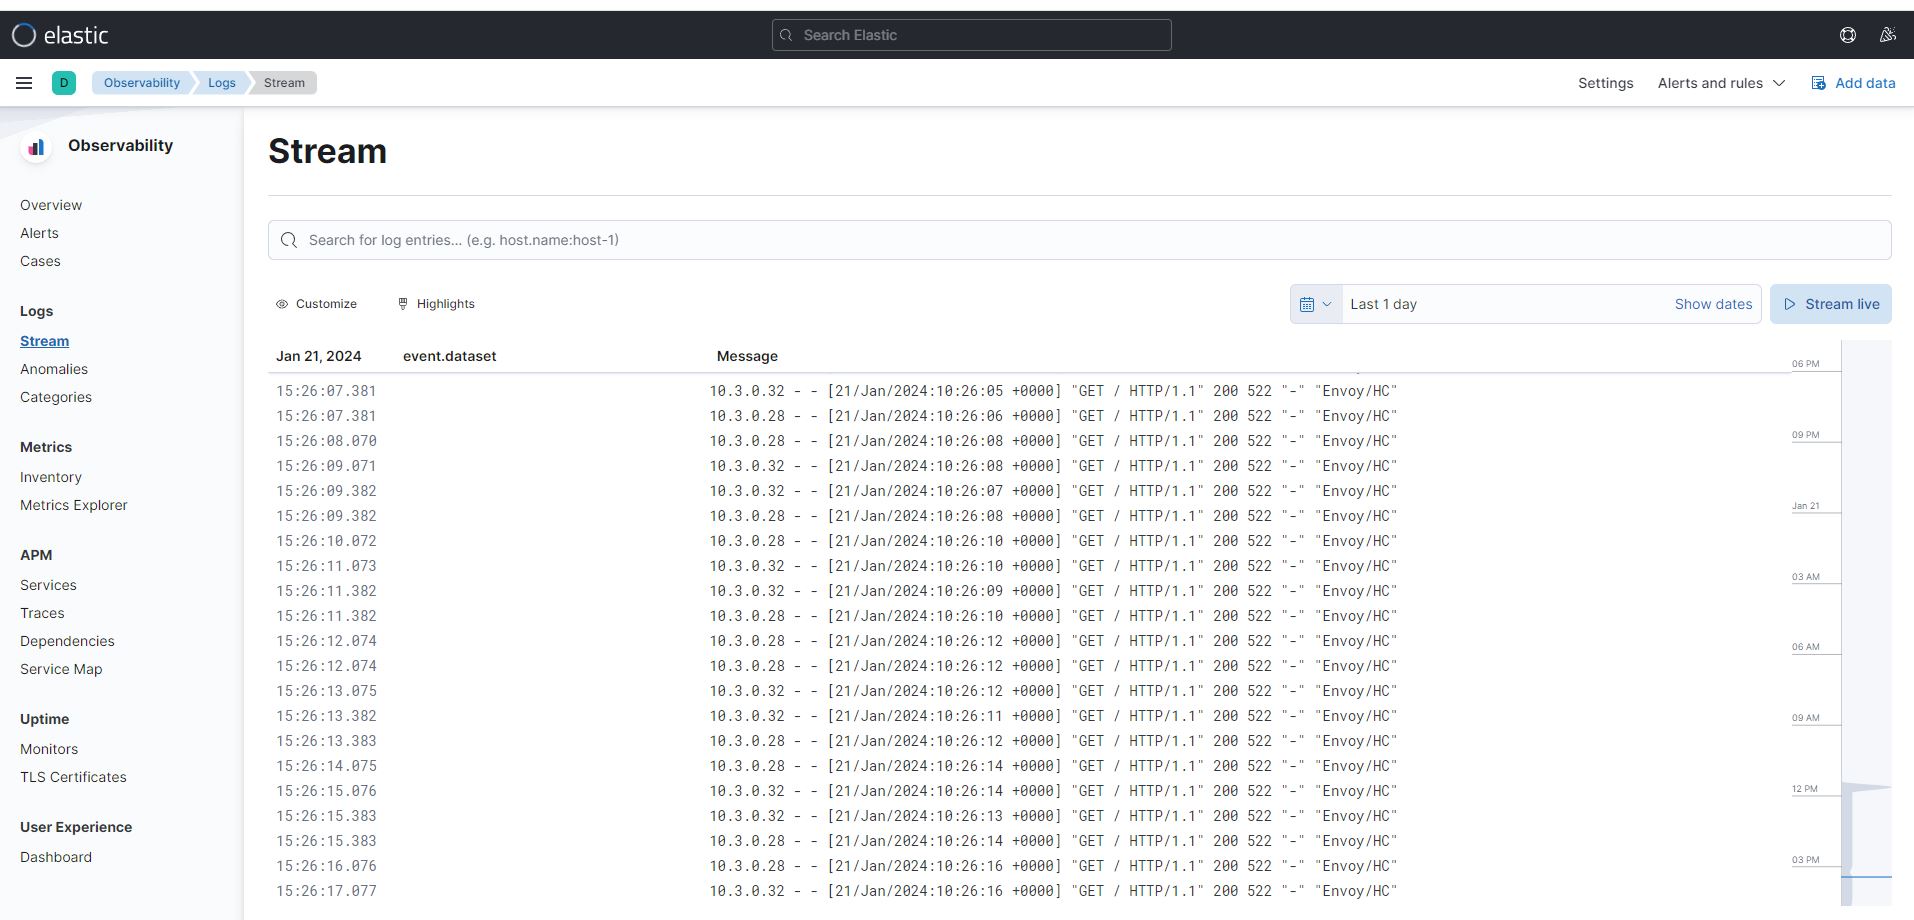 elastic
Search Elastic
D Observability Logs Stream
Settings Alerts and rules Add data
Observability
Overview
Alerts
Cases
Logs
Stream
Anomalies
Categories
Metrics
Inventory
Metrics Explorer
APM
Services
Traces
Dependencies
Service Map
Uptime
Monitors
TLS Certificates
User Experience
Dashboard
Stream
Search for log entries... (e.g. host.name:host-1)
Customize Highlights
Last 1 day Show dates Stream live
Jan 21, 2024 event.dataset Message
15:26:07.381 10.3.0.32 - - [21/Jan/2024:10:26:05 +0000] "GET / HTTP/1.1" 200 522 "-" "Envoy/HC"
15:26:07.381 10.3.0.28 - - [21/Jan/2024:10:26:06 +0000] "GET / HTTP/1.1" 200 522 "-" "Envoy/HC"
15:26:08.070 10.3.0.28 - - [21/Jan/2024:10:26:08 +0000] "GET / HTTP/1.1" 200 522 "-" "Envoy/HC"
15:26:09.071 10.3.0.32 - - [21/Jan/2024:10:26:08 +0000] "GET / HTTP/1.1" 200 522 "-" "Envoy/HC"
15:26:09.382 10.3.0.32 - - [21/Jan/2024:10:26:07 +0000] "GET / HTTP/1.1" 200 522 "-" "Envoy/HC"
15:26:09.382 10.3.0.28 - - [21/Jan/2024:10:26:08 +0000] "GET / HTTP/1.1" 200 522 "-" "Envoy/HC"
15:26:10.072 10.3.0.28 - - [21/Jan/2024:10:26:10 +0000] "GET / HTTP/1.1" 200 522 "-" "Envoy/HC"
15:26:11.073 10.3.0.32 - - [21/Jan/2024:10:26:10 +0000] "GET / HTTP/1.1" 200 522 "-" "Envoy/HC"
15:26:11.382 10.3.0.32 - - [21/Jan/2024:10:26:09 +0000] "GET / HTTP/1.1" 200 522 "-" "Envoy/HC"
15:26:11.382 10.3.0.28 - - [21/Jan/2024:10:26:10 +0000] "GET / HTTP/1.1" 200 522 "-" "Envoy/HC"
15:26:12.074 10.3.0.28 - - [21/Jan/2024:10:26:12 +0000] "GET / HTTP/1.1" 200 522 "-" "Envoy/HC"
15:26:12.074 10.3.0.28 - - [21/Jan/2024:10:26:12 +0000] "GET / HTTP/1.1" 200 522 "-" "Envoy/HC"
15:26:13.075 10.3.0.32 - - [21/Jan/2024:10:26:12 +0000] "GET / HTTP/1.1" 200 522 "-" "Envoy/HC"
15:26:13.382 10.3.0.32 - - [21/Jan/2024:10:26:11 +0000] "GET / HTTP/1.1" 200 522 "-" "Envoy/HC"
15:26:13.383 10.3.0.28 - - [21/Jan/2024:10:26:12 +0000] "GET / HTTP/1.1" 200 522 "-" "Envoy/HC"
15:26:14.075 10.3.0.28 - - [21/Jan/2024:10:26:14 +0000] "GET / HTTP/1.1" 200 522 "-" "Envoy/HC"
15:26:15.076 10.3.0.32 - - [21/Jan/2024:10:26:14 +0000] "GET / HTTP/1.1" 200 522 "-" "Envoy/HC"
15:26:15.383 10.3.0.32 - - [21/Jan/2024:10:26:13 +0000] "GET / HTTP/1.1" 200 522 "-" "Envoy/HC"
15:26:15.383 10.3.0.28 - - [21/Jan/2024:10:26:14 +0000] "GET / HTTP/1.1" 200 522 "-" "Envoy/HC"
15:26:16.076 10.3.0.28 - - [21/Jan/2024:10:26:16 +0000] "GET / HTTP/1.1" 200 522 "-" "Envoy/HC"
15:26:17.077 10.3.0.32 - - [21/Jan/2024:10:26:16 +0000] "GET / HTTP/1.1" 200 522 "-" "Envoy/HC"
06 PM
09 PM
Jan 21
03 AM
06 AM
09 AM
12 PM
03 PM